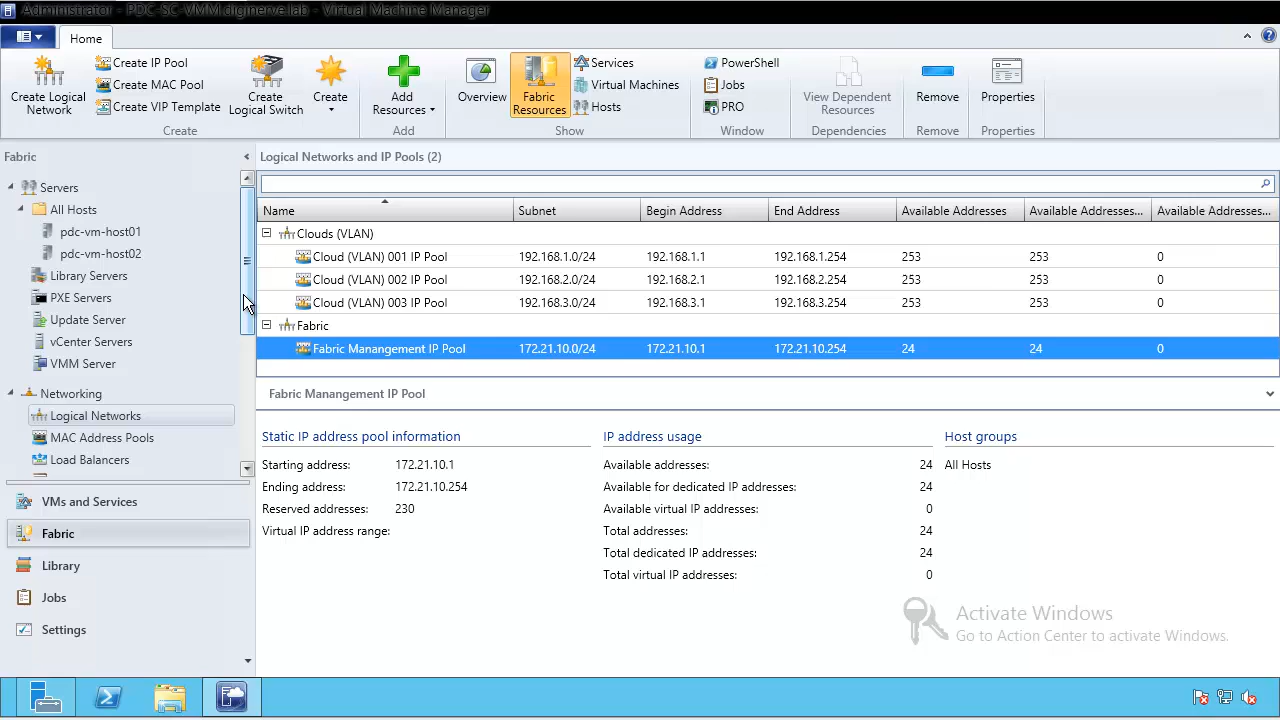 Administrator - PDC-SC-VMM.diginerve.lab - Virtual Machine Manager
Home
Create Logical Network
Create IP Pool
Create MAC Pool
Create VIP Template
Create Logical Switch
Create
Create
Add Resources
Add
Overview
Fabric Resources
Services
Virtual Machines
Hosts
Show
PowerShell
Jobs
PRO
Window
View Dependent Resources
Dependencies
Remove
Remove
Properties
Properties
Fabric
Servers
All Hosts
pdc-vm-host01
pdc-vm-host02
Library Servers
PXE Servers
Update Server
vCenter Servers
VMM Server
Networking
Logical Networks
MAC Address Pools
Load Balancers
VMs and Services
Fabric
Library
Jobs
Settings
Logical Networks and IP Pools (2)
Name Subnet Begin Address End Address Available Addresses Available Addresses... Available Addresses...
Clouds (VLAN)
Cloud (VLAN) 001 IP Pool 192.168.1.0/24 192.168.1.1 192.168.1.254 253 253 0
Cloud (VLAN) 002 IP Pool 192.168.2.0/24 192.168.2.1 192.168.2.254 253 253 0
Cloud (VLAN) 003 IP Pool 192.168.3.0/24 192.168.3.1 192.168.3.254 253 253 0
Fabric
Fabric Manangement IP Pool 172.21.10.0/24 172.21.10.1 172.21.10.254 24 24 0
Fabric Manangement IP Pool
Static IP address pool information
Starting address: 172.21.10.1
Ending address: 172.21.10.254
Reserved addresses: 230
Virtual IP address range:
IP address usage
Available addresses: 24
Available for dedicated IP addresses: 24
Available virtual IP addresses: 0
Total addresses: 24
Total dedicated IP addresses: 24
Total virtual IP addresses: 0
Host groups
All Hosts
Activate Windows
Go to Action Center to activate Windows.